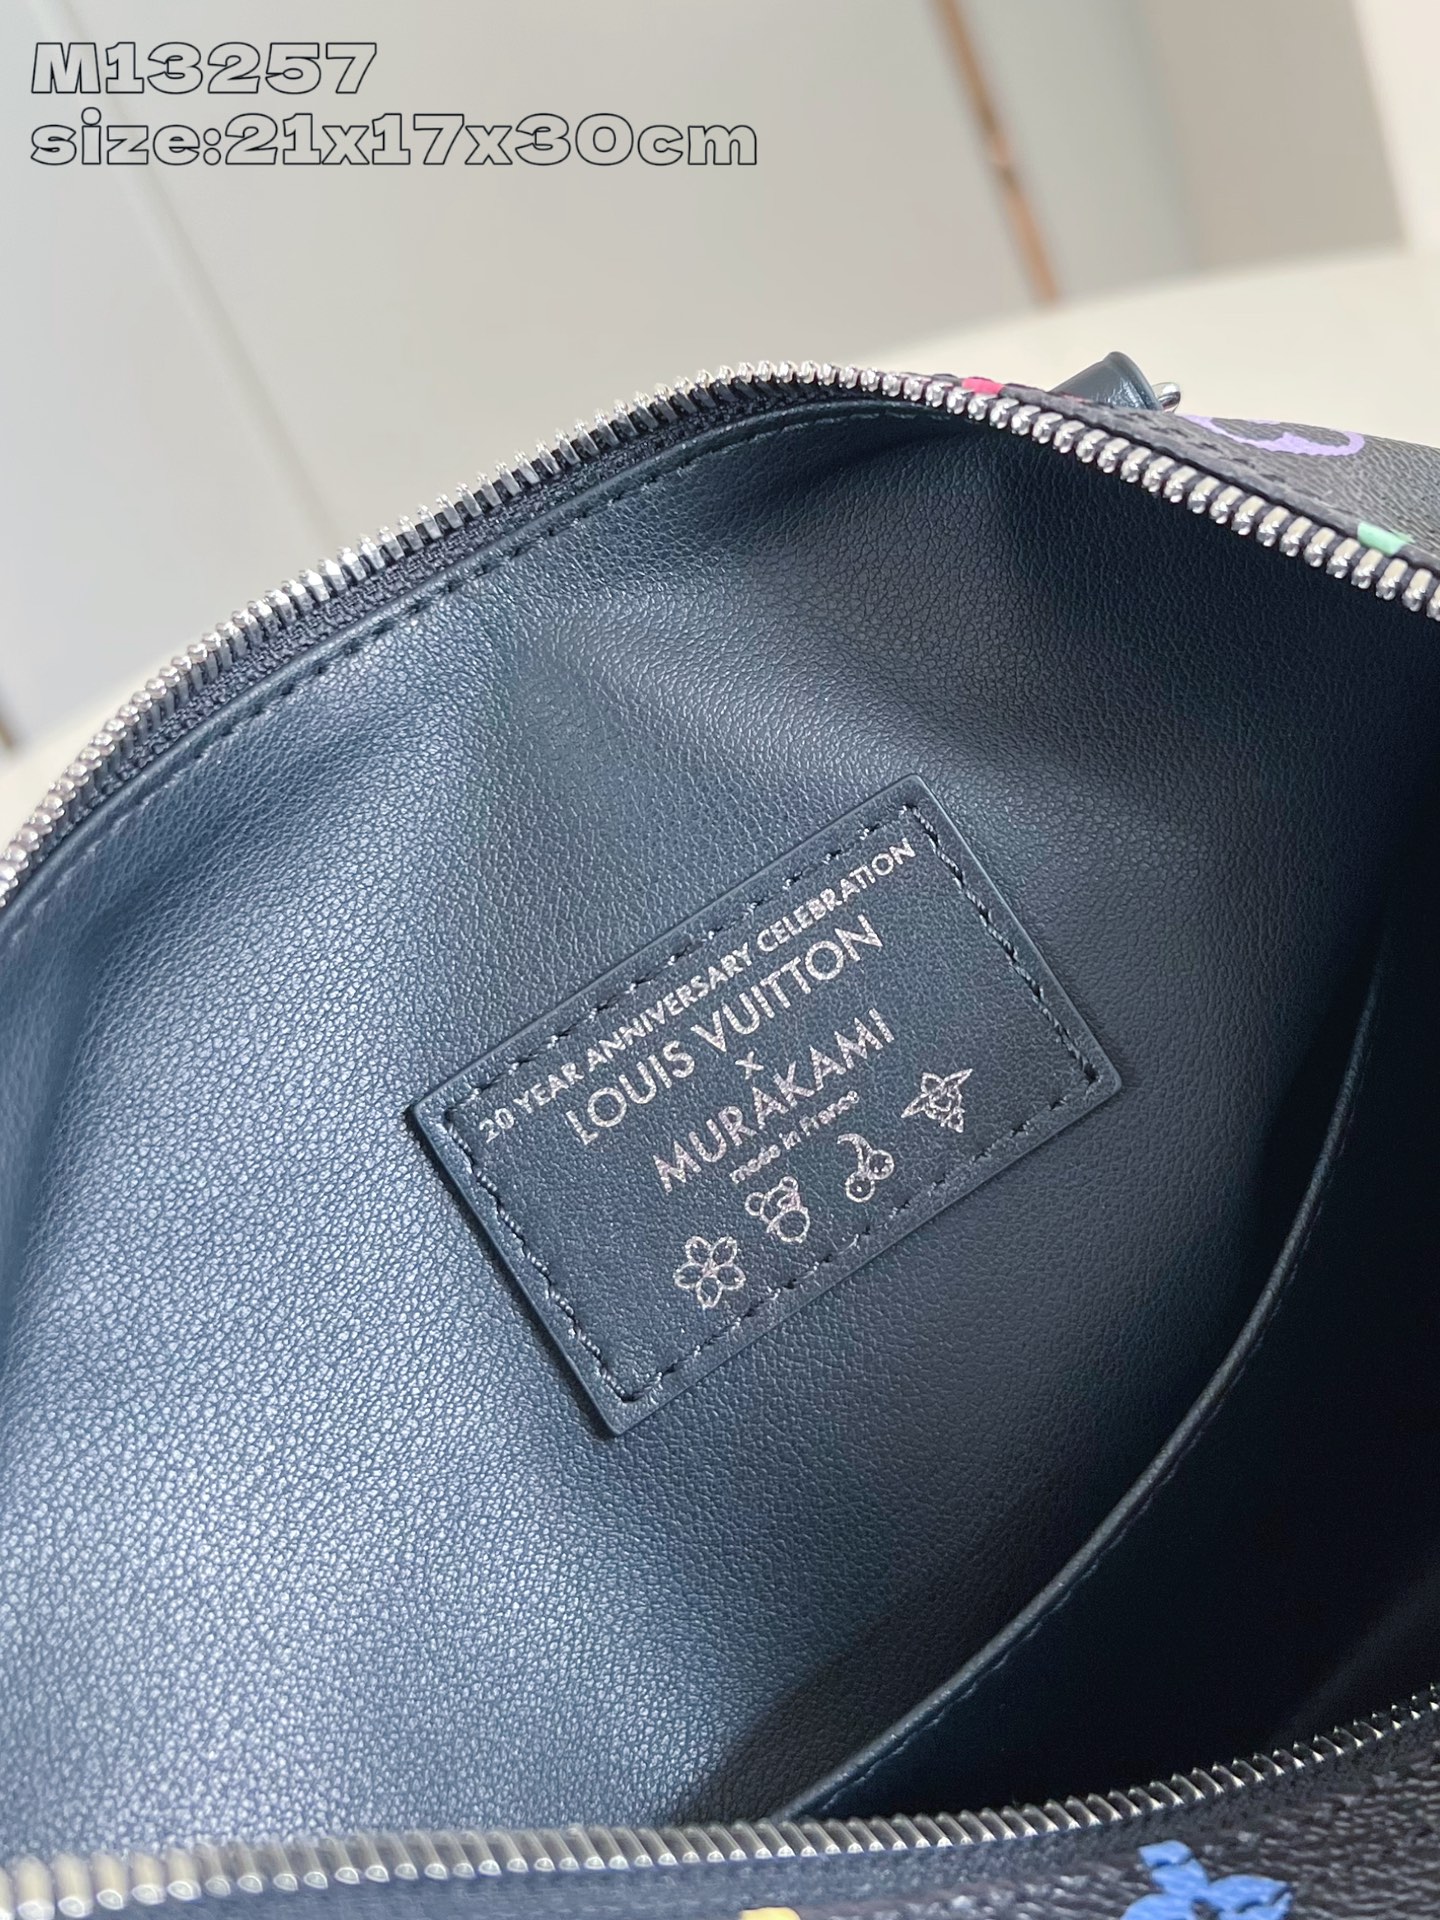 M13257
size:21x17x30cm
20 YEAR ANNIVERSARY CELEBRATION
LOUIS VUITTON
X
MURAKAMI
made in France